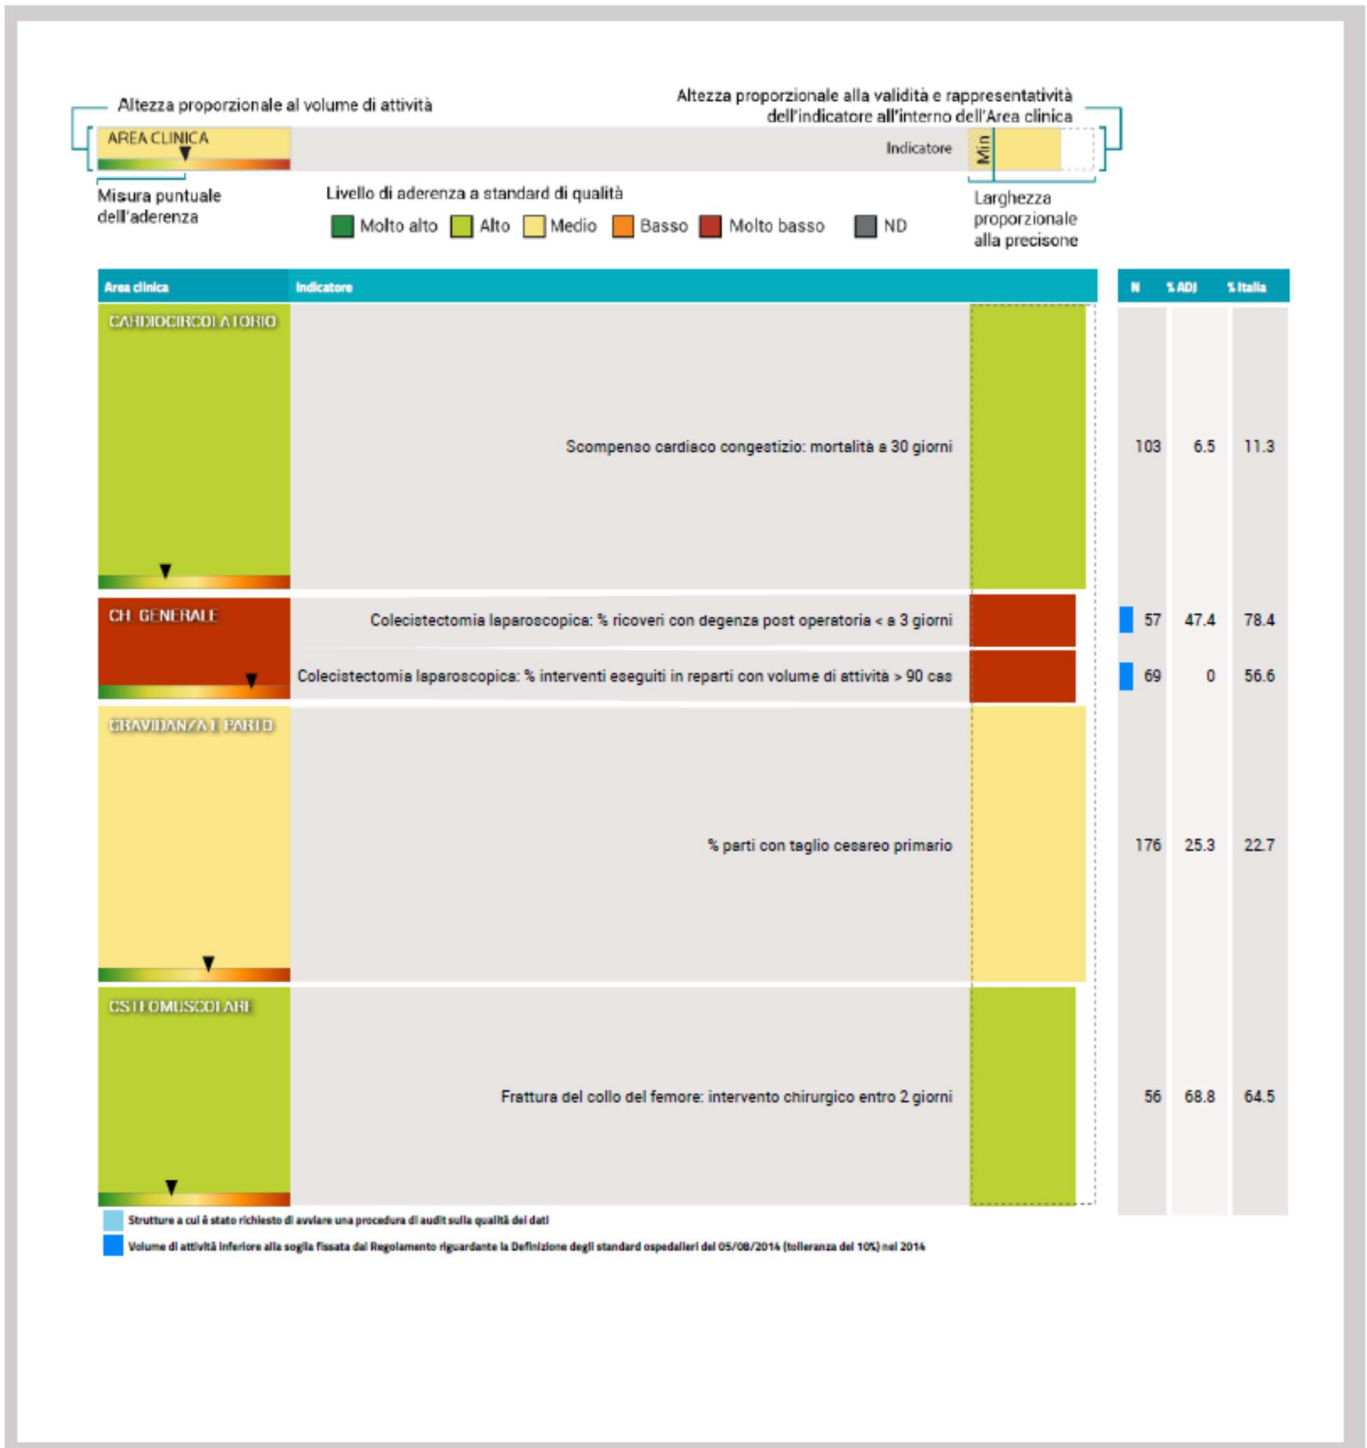 Altezza proporzionale al volume di attività
Altezza proporzionale alla validità e rappresentatività
dell'indicatore all'interno dell'Area clinica
AREA CLINICA
Indicatore
Min
Misura puntuale
dell'aderenza
Livello di aderenza a standard di qualità
Molto alto
Alto
Medio
Basso
Molto basso
ND
Larghezza
proporzionale
alla precisone
Area clinica Indicatore N % ADJ % Italia
CARDIOCIRCOLATORIO
Scompenso cardiaco congestizio: mortalità a 30 giorni 103 6.5 11.3
CH. GENERALE
Colecistectomia laparoscopica: % ricoveri con degenza post operatoria < a 3 giorni 57 47.4 78.4
Colecistectomia laparoscopica: % interventi eseguiti in reparti con volume di attività > 90 cas 69 0 56.6
GRAVIDANZA E PARTO
% parti con taglio cesareo primario 176 25.3 22.7
OSTEOMUSCOLARE
Frattura del collo del femore: intervento chirurgico entro 2 giorni 56 68.8 64.5
Strutture a cui è stato richiesto di avviare una procedura di audit sulla qualità dei dati
Volume di attività inferiore alla soglia fissata dal Regolamento riguardante la Definizione degli standard ospedalieri del 05/08/2014 (tolleranza del 10%) nel 2014